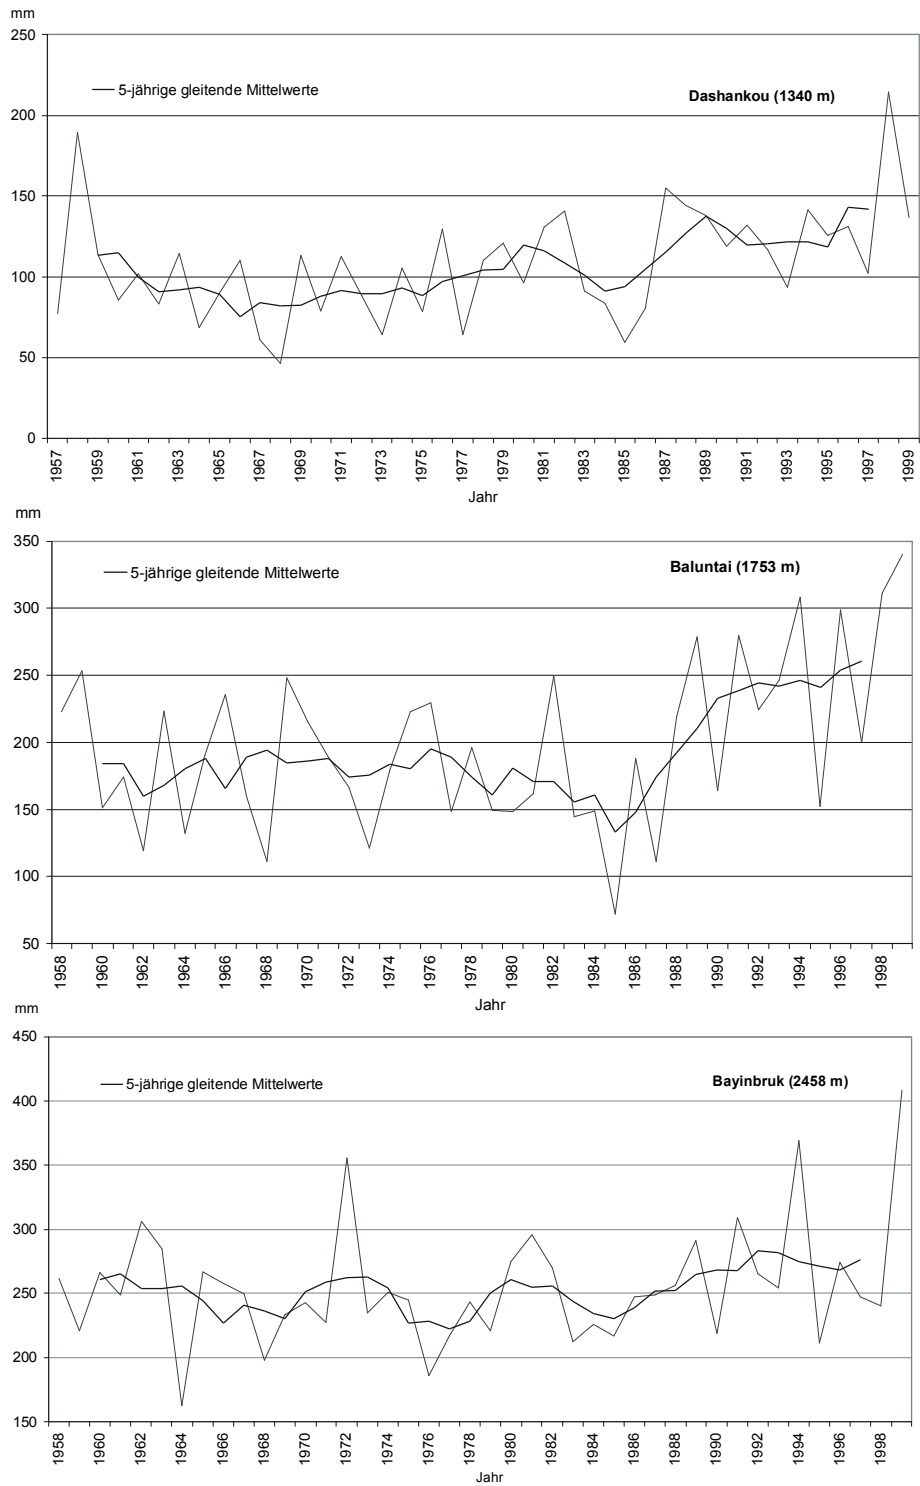 mm
250
5-jährige gleitende Mittelwerte
Dashankou (1340 m)
200
150
100
50
0
1957 1959 1961 1963 1965 1967 1969 1971 1973 1975 1977 1979 1981 1983 1985 1987 1989 1991 1993 1995 1997 1999
Jahr
mm
350
5-jährige gleitende Mittelwerte
Baluntai (1753 m)
300
250
200
150
100
50
1958 1960 1962 1964 1966 1968 1970 1972 1974 1976 1978 1980 1982 1984 1986 1988 1990 1992 1994 1996 1998
Jahr
mm
450
5-jährige gleitende Mittelwerte
Bayinbruk (2458 m)
400
350
300
250
200
150
1958 1960 1962 1964 1966 1968 1970 1972 1974 1976 1978 1980 1982 1984 1986 1988 1990 1992 1994 1996 1998
Jahr